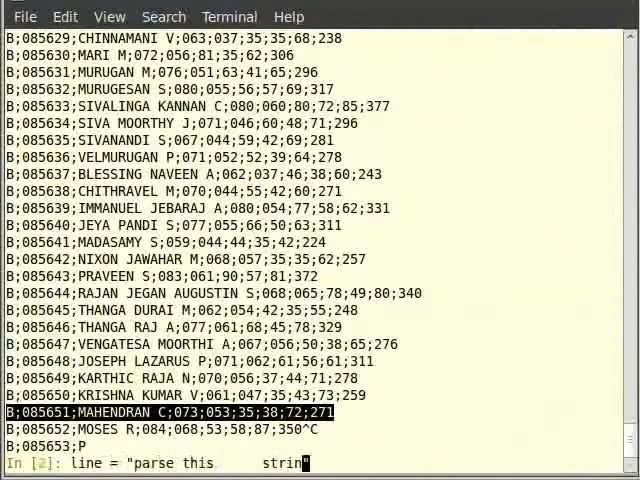 File Edit View Search Terminal Help
B;085629;CHINNAMANI V;063;037;35;35;68;238
B;085630;MARI M;072;056;81;35;62;306
B;085631;MURUGAN M;076;051;63;41;65;296
B;085632;MURUGESAN S;080;055;56;57;69;317
B;085633;SIVALINGA KANNAN C;080;060;80;72;85;377
B;085634;SIVA MOORTHY J;071;046;60;48;71;296
B;085635;SIVANANDI S;067;044;59;42;69;281
B;085636;VELMURUGAN P;071;052;52;39;64;278
B;085637;BLESSING NAVEEN A;062;037;46;38;60;243
B;085638;CHITHRAVEL M;070;044;55;42;60;271
B;085639;IMMANUEL JEBARAJ A;080;054;77;58;62;331
B;085640;JEYA PANDI S;077;055;66;50;63;311
B;085641;MADASAMY S;059;044;44;35;42;224
B;085642;NIXON JAWAHAR M;068;057;35;35;62;257
B;085643;PRAVEEN S;083;061;90;57;81;372
B;085644;RAJAN JEGAN AUGUSTIN S;068;065;78;49;80;340
B;085645;THANGA DURAI M;062;054;42;35;55;248
B;085646;THANGA RAJ A;077;061;68;45;78;329
B;085647;VENGATESA MOORTHI A;067;056;50;38;65;276
B;085648;JOSEPH LAZARUS P;071;062;61;56;61;311
B;085649;KARTHIC RAJA N;070;056;37;44;71;278
B;085650;KRISHNA KUMAR V;061;047;35;43;73;259
B;085651;MAHENDRAN C;073;053;35;38;72;271
B;085652;MOSES R;084;068;53;58;87;350^C
B;085653;P
In [2]: line = "parse this      strin"